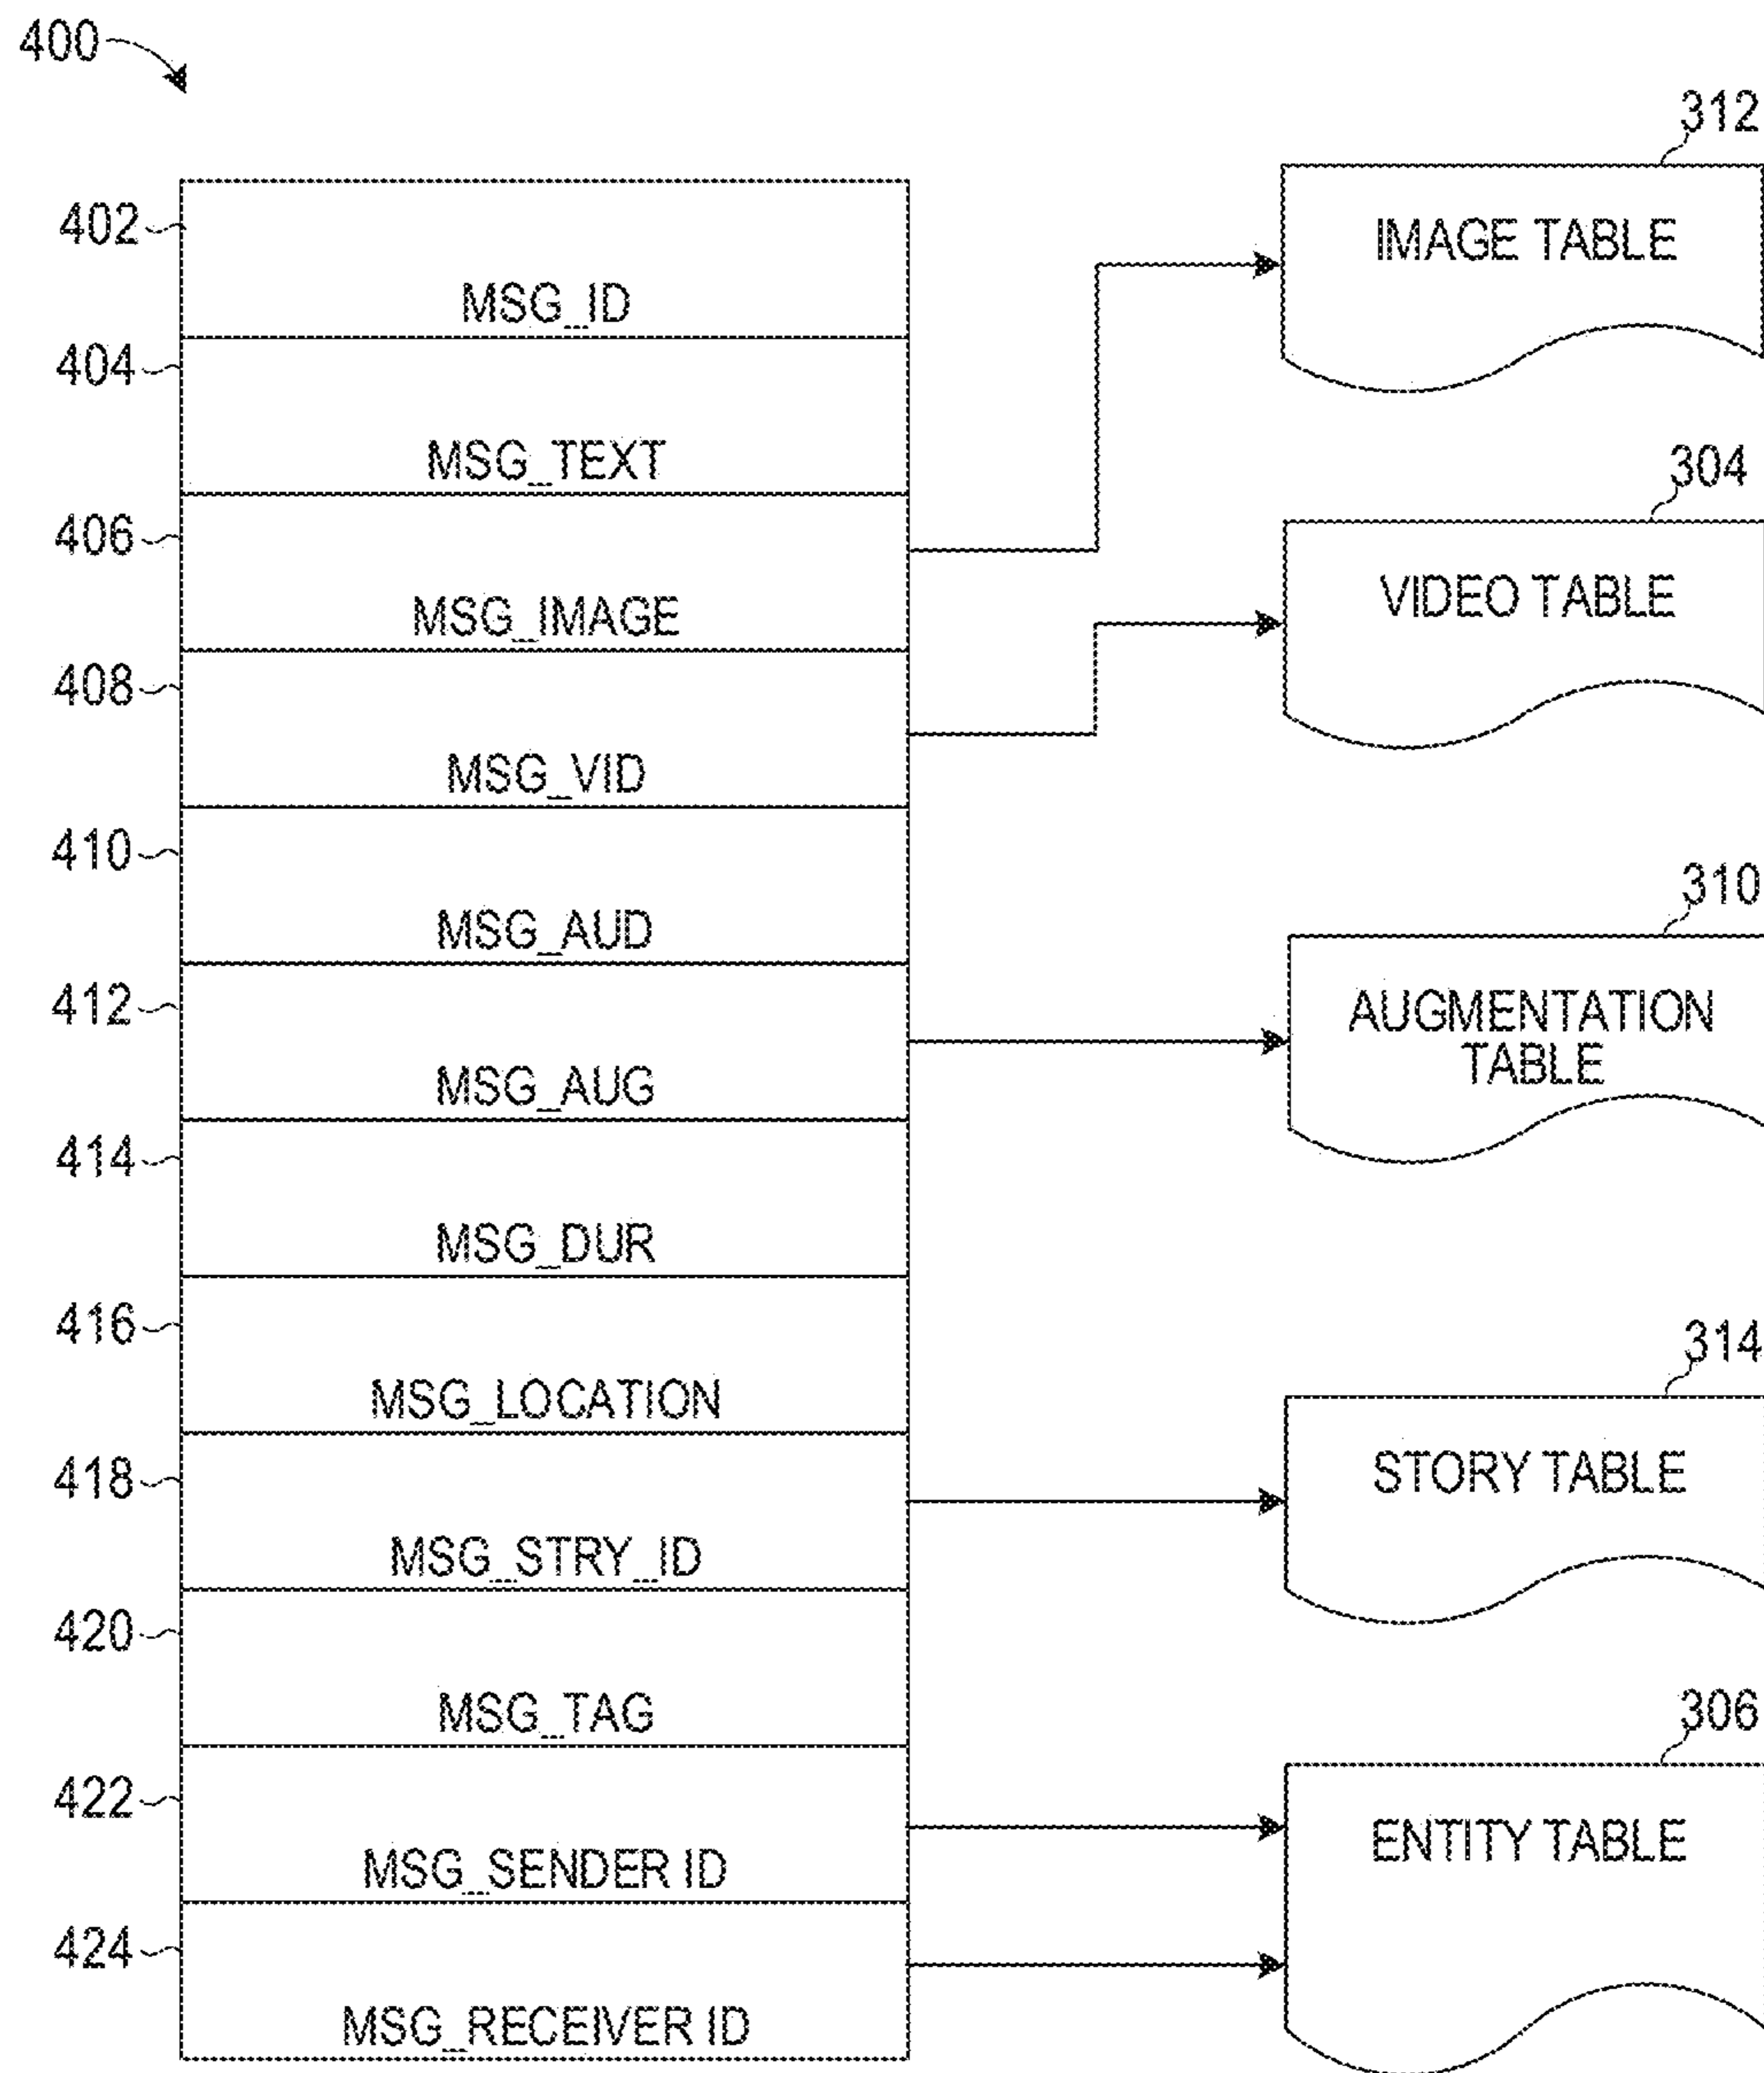 400
312
402
IMAGE TABLE
MSG_ID
404
MSG_TEXT
304
406
VIDEO TABLE
MSG_IMAGE
408
MSG_VID
410
310
MSG_AUD
412
AUGMENTATION
TABLE
MSG_AUG
414
MSG_DUR
416
314
MSG_LOCATION
418
STORY TABLE
MSG_STRY_ID
420
306
MSG_TAG
422
ENTITY TABLE
MSG_SENDER ID
424
MSG_RECEIVER ID